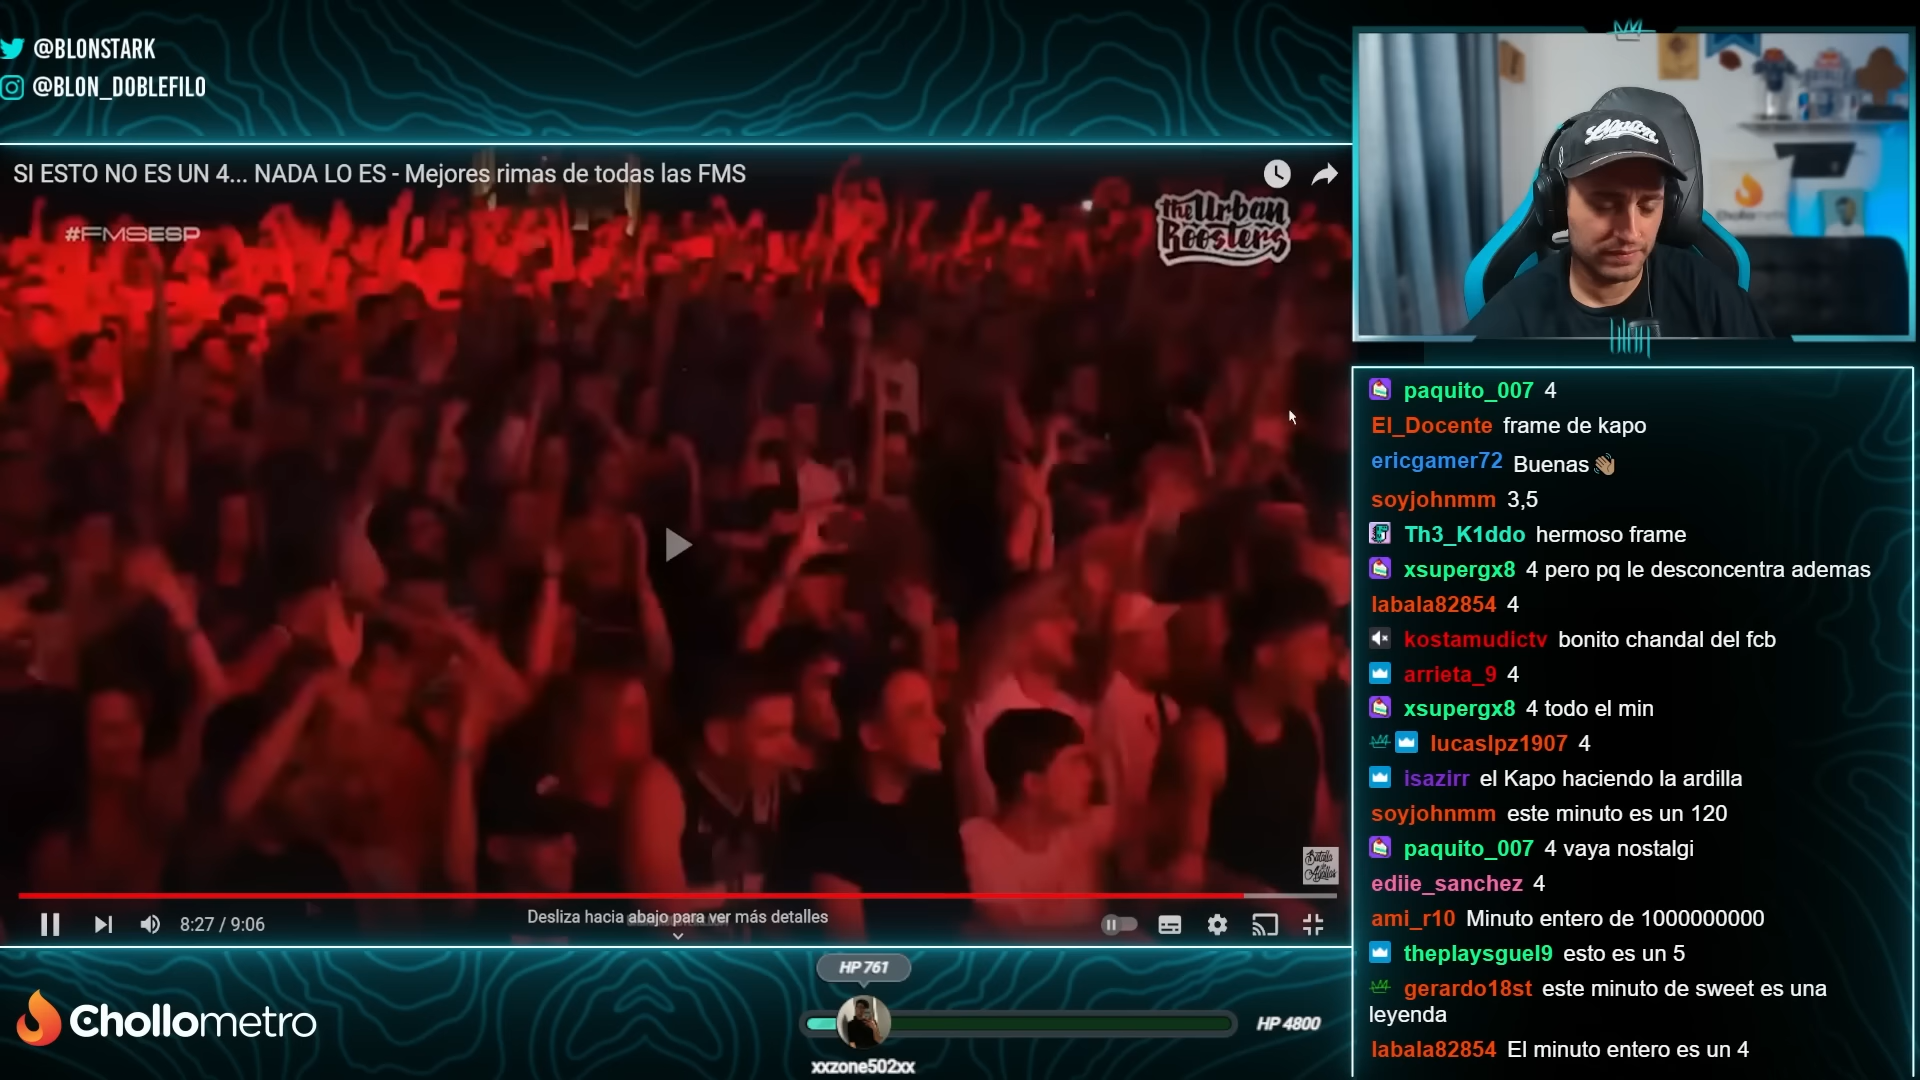 @BLONSTARK
@BLON_DOBLEFILO
SI ESTO NO ES UN 4... NADA LO ES - Mejores rimas de todas las FMS
#FMSESP
the Urban
Roosters
Batalla
de
Agallas
8:27 / 9:06
Desliza hacia abajo para ver más detalles
Chollometro
HP 761
HP 4800
xxzone502xx
paquito_007 4
El_Docente frame de kapo
ericgamer72 Buenas👋🏽
soyjohnmm 3,5
Th3_K1ddo hermoso frame
xsupergx8 4 pero pq le desconcentra ademas
labala82854 4
kostamudictv bonito chandal del fcb
arrieta_9 4
xsupergx8 4 todo el min
lucaslpz1907 4
isazirr el Kapo haciendo la ardilla
soyjohnmm este minuto es un 120
paquito_007 4 vaya nostalgi
ediie_sanchez 4
ami_r10 Minuto entero de 1000000000
theplaysguel9 esto es un 5
gerardo18st este minuto de sweet es una
leyenda
labala82854 El minuto entero es un 4